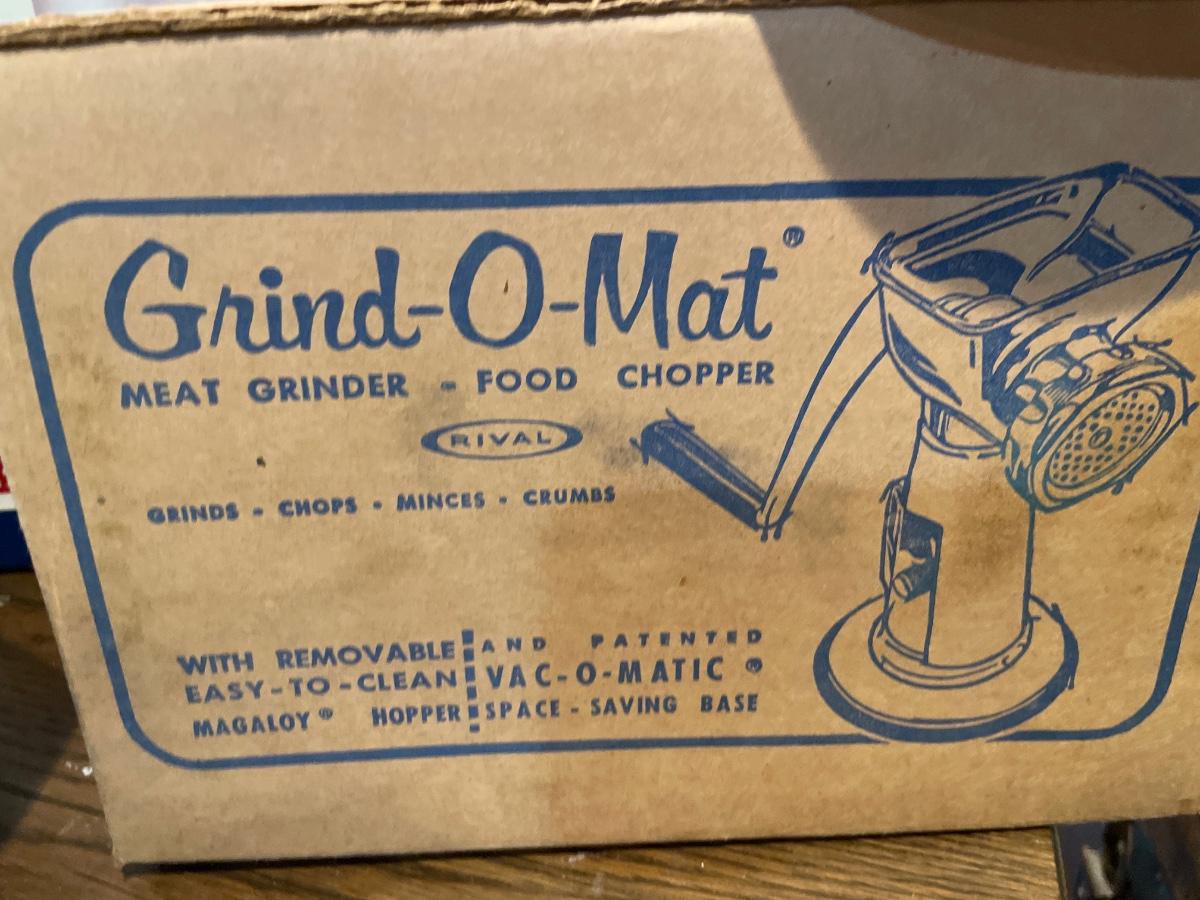 Grind-O-Mat®
MEAT GRINDER - FOOD CHOPPER
RIVAL
GRINDS - CHOPS - MINCES - CRUMBS
WITH REMOVABLE
EASY-TO-CLEAN
MAGALOY® HOPPER
AND PATENTED
VAC-O-MATIC®
SPACE-SAVING BASE